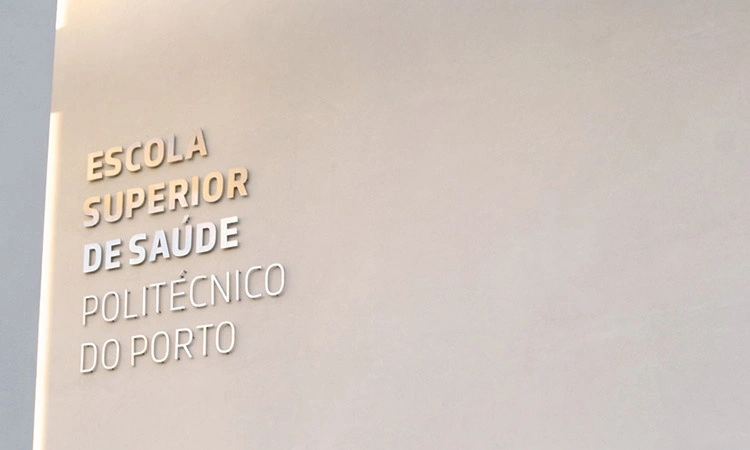 ESCOLA
SUPERIOR
DE SAÚDE
POLITÉCNICO
DO PORTO